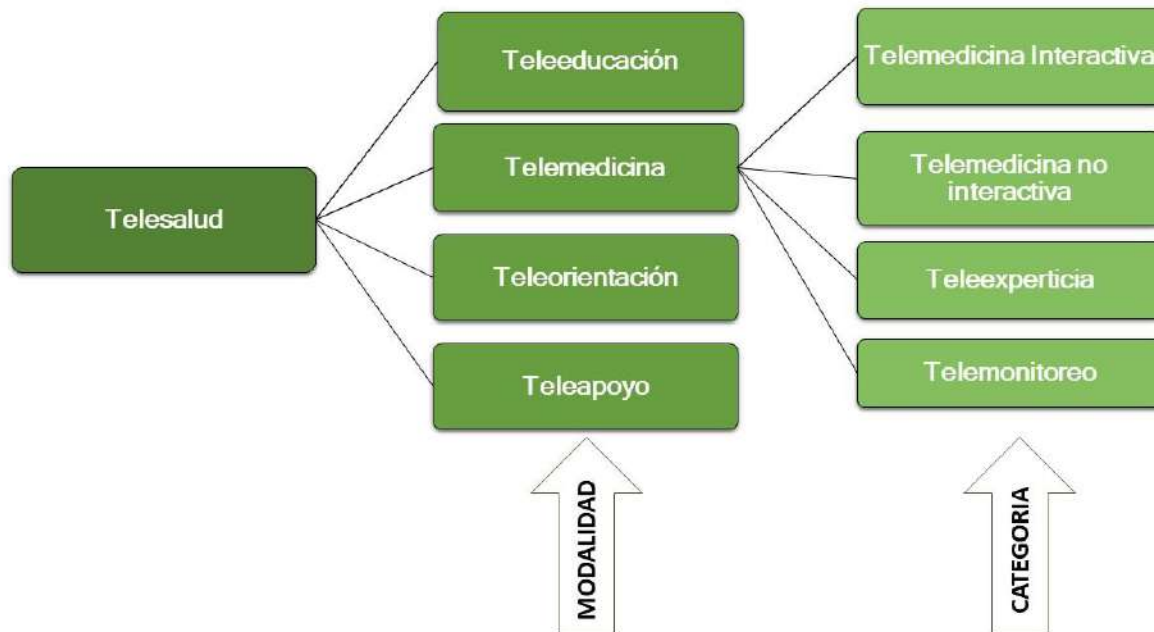 Telesalud
Teleeducación
Telemedicina
Teleorientación
Teleapoyo
Telemedicina Interactiva
Telemedicina no
interactiva
Teleexperticia
Telemonitoreo
MODALIDAD
CATEGORIA